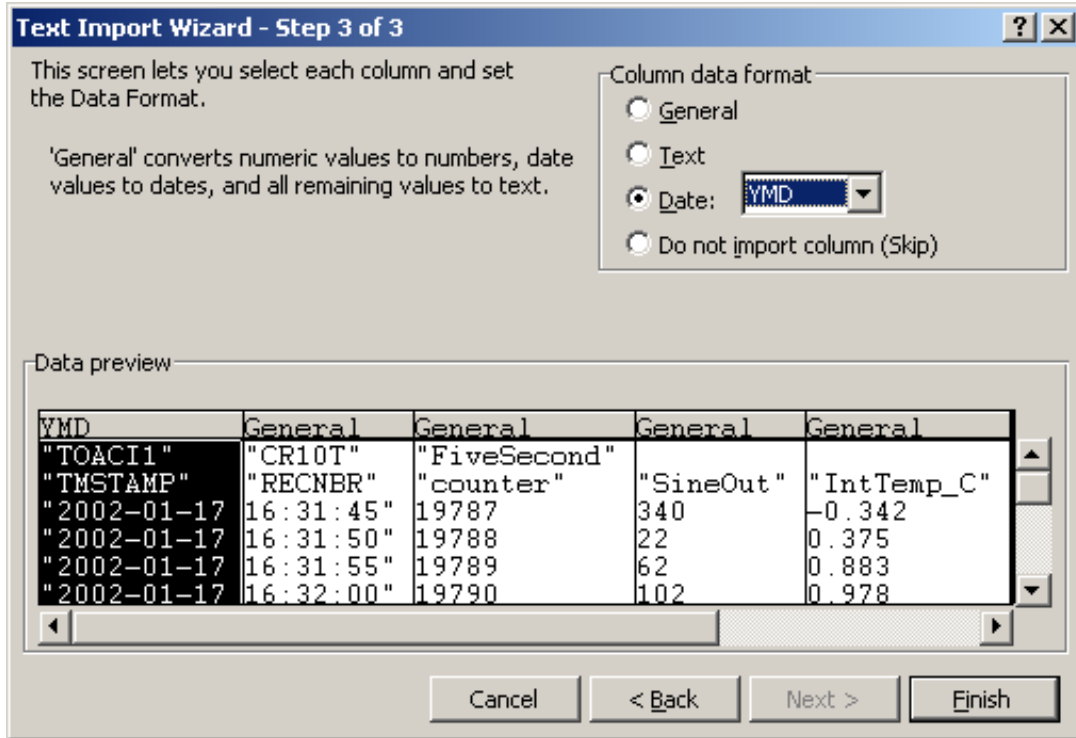 Text Import Wizard - Step 3 of 3
This screen lets you select each column and set
the Data Format.
'General' converts numeric values to numbers, date
values to dates, and all remaining values to text.
Column data format
General
Text
Date: YMD
Do not import column (Skip)
Data preview
YMD General General General General
"TOACI1" "CR10T" "FiveSecond"
"TMSTAMP" "RECNBR" "counter" "SineOut" "IntTemp_C"
"2002-01-17 16:31:45" 19787 340 -0.342
"2002-01-17 16:31:50" 19788 22 0.375
"2002-01-17 16:31:55" 19789 62 0.883
"2002-01-17 16:32:00" 19790 102 0.978
Cancel < Back Next > Finish